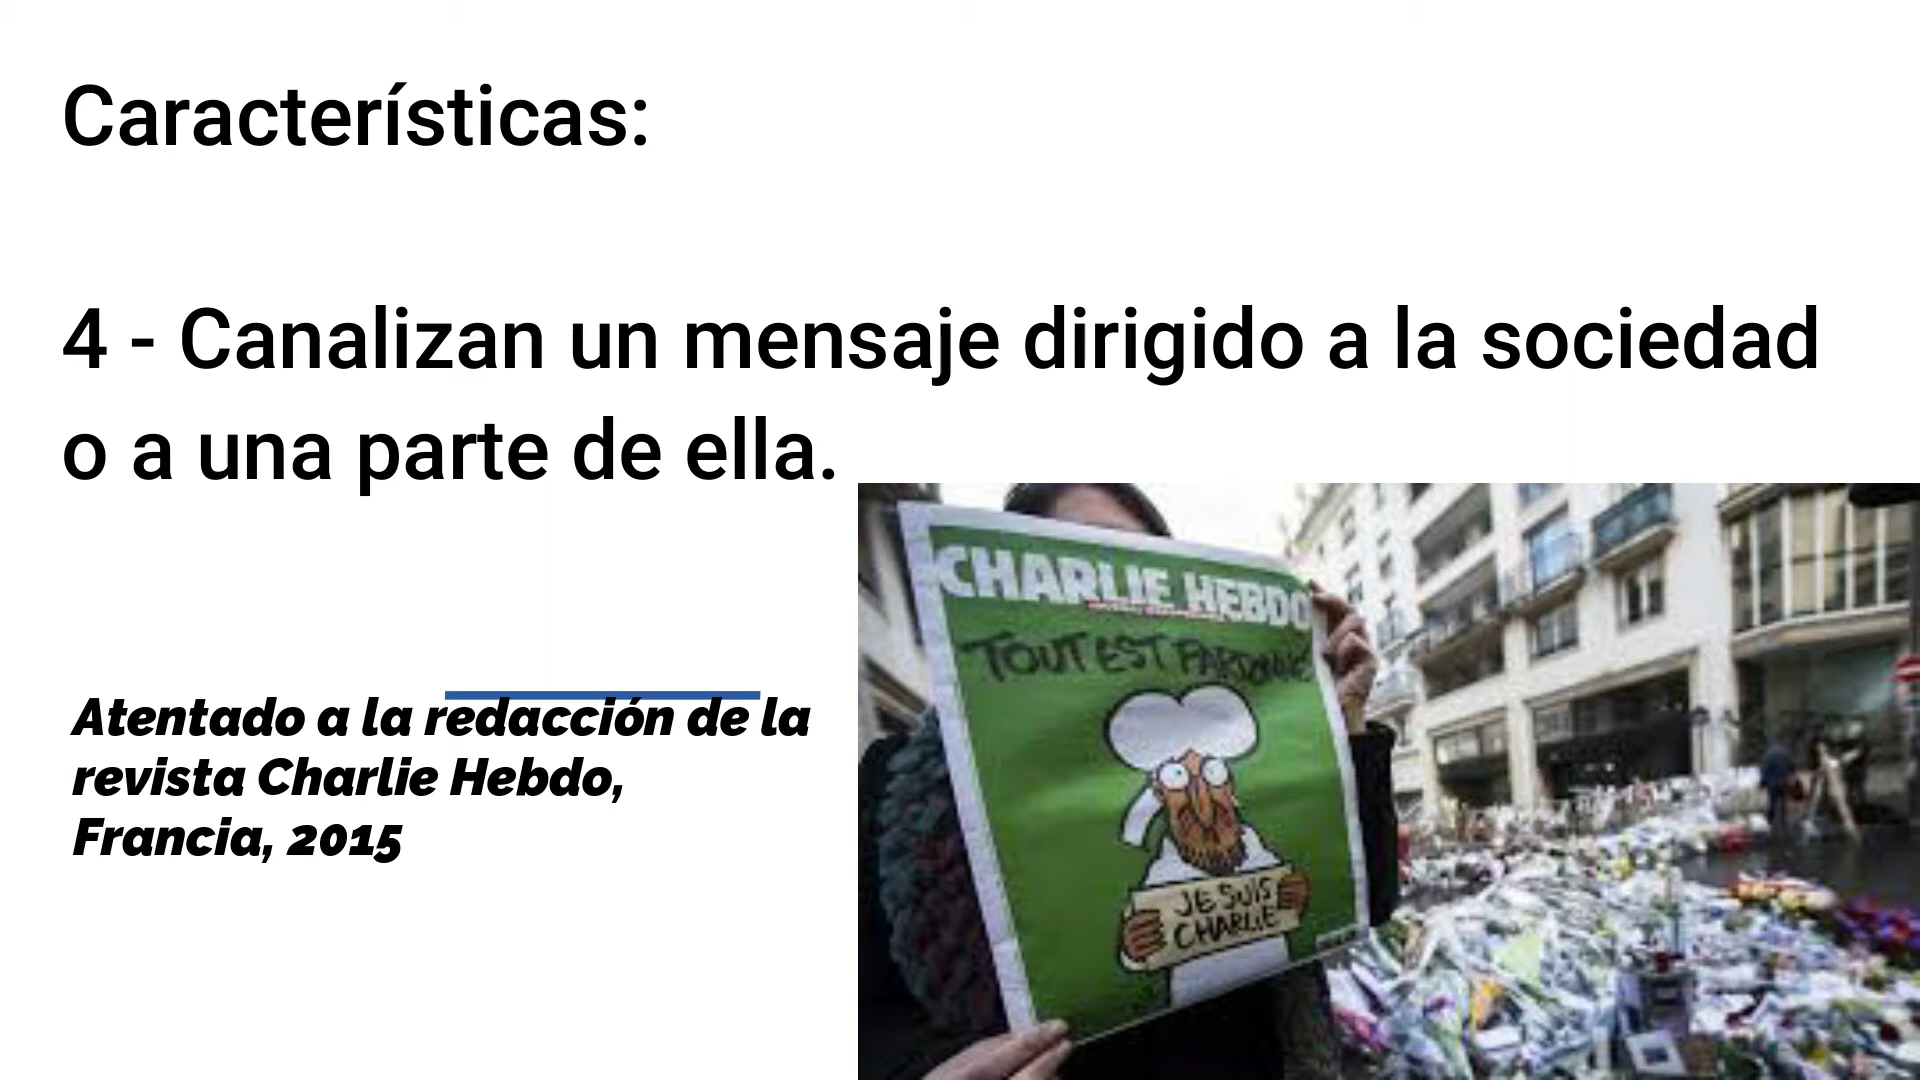 Características:
4 - Canalizan un mensaje dirigido a la sociedad
o a una parte de ella.
CHARLIE HEBDO
TOUT EST PARDONNÉ
Atentado a la redacción de la
revista Charlie Hebdo,
Francia, 2015
JE SUIS
CHARLIE